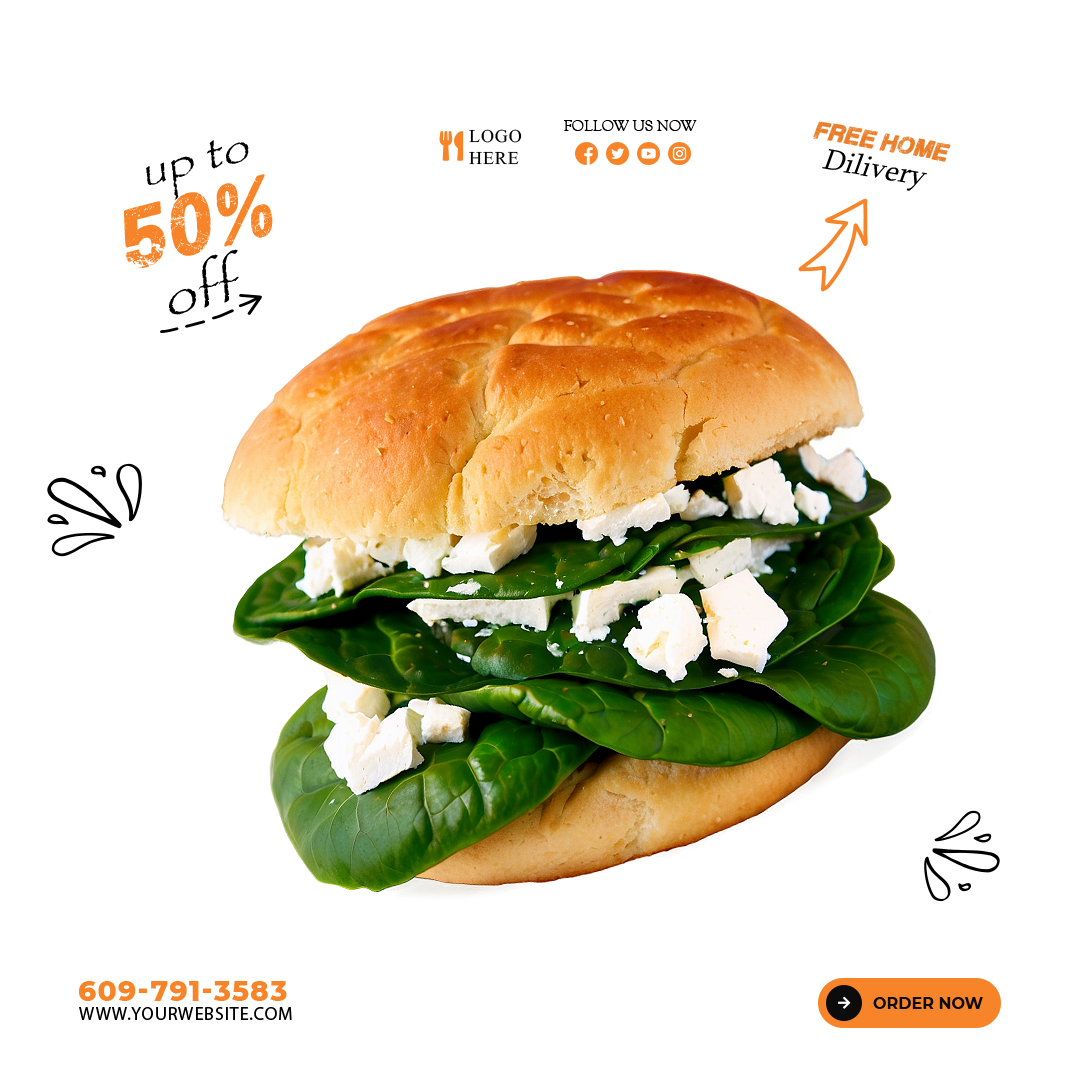 up to
50%
off
LOGO
HERE
FOLLOW US NOW
FREE HOME
Dilivery
609-791-3583
WWW.YOURWEBSITE.COM
ORDER NOW